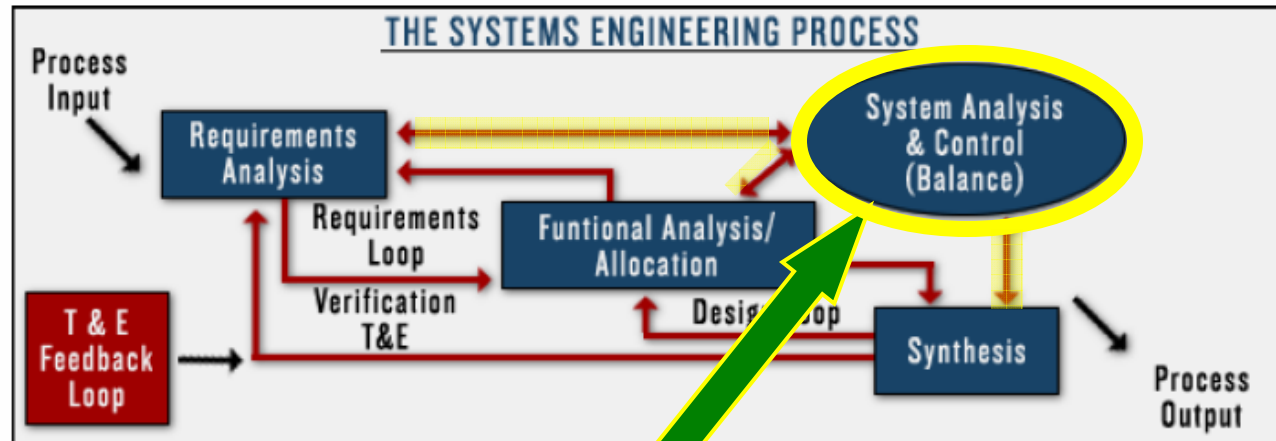 THE SYSTEMS ENGINEERING PROCESS
Process
Input
Requirements
Analysis
System Analysis
& Control
(Balance)
Requirements
Loop
Funtional Analysis/
Allocation
Verification
T&E
T & E
Feedback
Loop
Synthesis
Process
Output